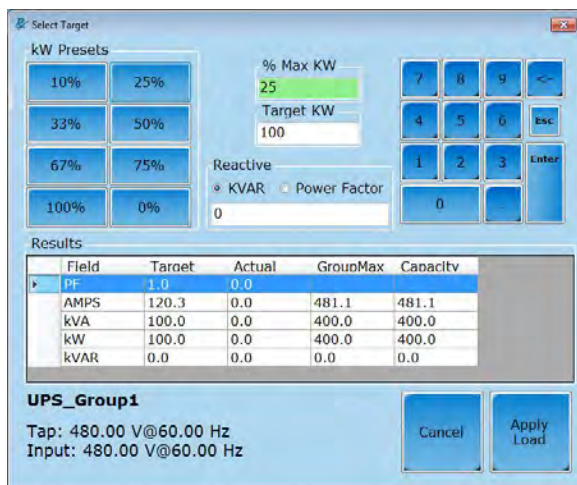 Select Target
kW Presets
10% 25%
33% 50%
67% 75%
100% 0%
% Max KW
25
Target KW
100
Reactive
KVAR Power Factor
0
7 8 9 <-
4 5 6 Esc
1 2 3 Enter
0 .
Results
Field Target Actual GroupMax Capacity
PF 1.0 0.0
AMPS 120.3 0.0 481.1 481.1
kVA 100.0 0.0 400.0 400.0
kW 100.0 0.0 400.0 400.0
kVAR 0.0 0.0 0.0 0.0
UPS_Group1
Tap: 480.00 V@60.00 Hz
Input: 480.00 V@60.00 Hz
Cancel
Apply
Load